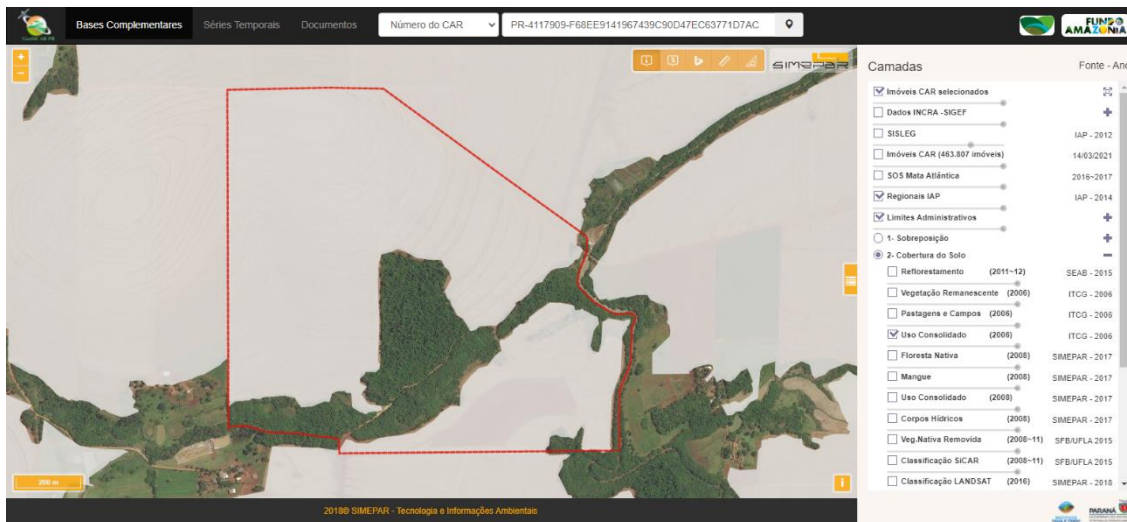 Bases Complementares Séries Temporais Documentos Número do CAR PR-4117909-F68EE9141967439C90D47EC63771D7AC
FUNDO
AMAZÔNIA
+
−
SIMEPAR
Camadas Fonte - Ano
Imóveis CAR selecionados
Dados INCRA -SIGEF +
SISLEG IAP - 2012
Imóveis CAR (463.807 imóveis) 14/03/2021
SOS Mata Atlântica 2016~2017
Regionais IAP IAP - 2014
Limites Administrativos +
1- Sobreposição +
2- Cobertura do Solo −
Reflorestamento (2011~12) SEAB - 2015
Vegetação Remanescente (2006) ITCG - 2006
Pastagens e Campos (2006) ITCG - 2006
Uso Consolidado (2006) ITCG - 2006
Floresta Nativa (2008) SIMEPAR - 2017
Mangue (2008) SIMEPAR - 2017
Uso Consolidado (2008) SIMEPAR - 2017
Corpos Hídricos (2008) SIMEPAR - 2017
Veg.Nativa Removida (2008~11) SFB/UFLA 2015
Classificação SiCAR (2008~11) SFB/UFLA 2015
Classificação LANDSAT (2016) SIMEPAR - 2018
200 m
i
2018© SIMEPAR - Tecnologia e Informações Ambientais
PARANÁ